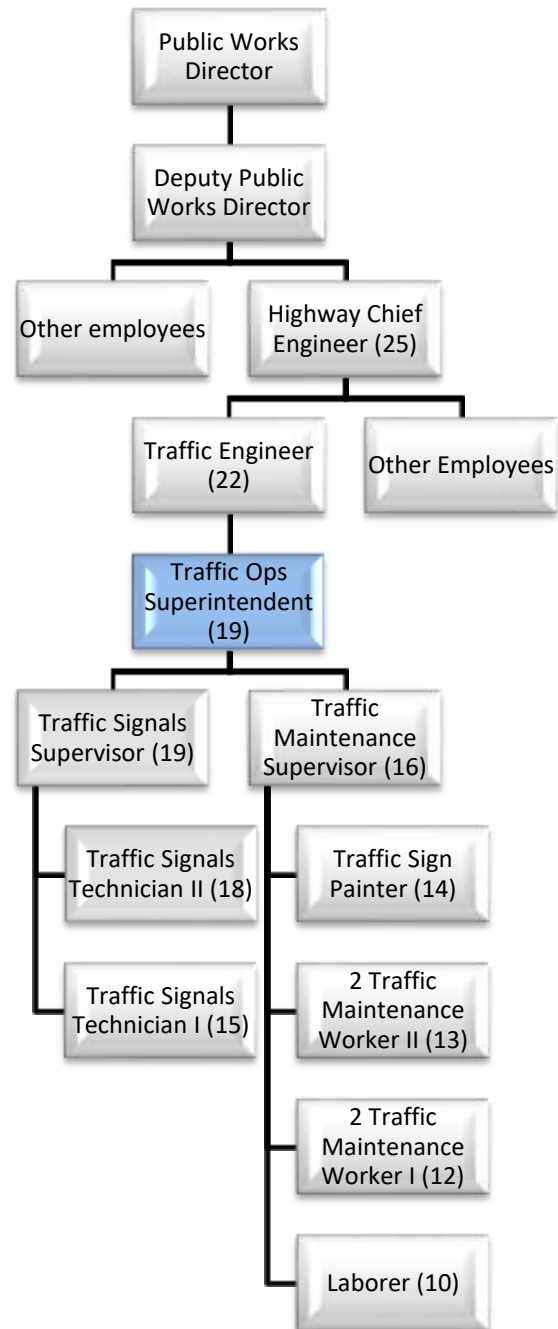 Public Works
Director
Deputy Public
Works Director
Other employees
Highway Chief
Engineer (25)
Traffic Engineer
(22)
Other Employees
Traffic Ops
Superintendent
(19)
Traffic Signals
Supervisor (19)
Traffic
Maintenance
Supervisor (16)
Traffic Signals
Technician II (18)
Traffic Sign
Painter (14)
Traffic Signals
Technician I (15)
2 Traffic
Maintenance
Worker II (13)
2 Traffic
Maintenance
Worker I (12)
Laborer (10)